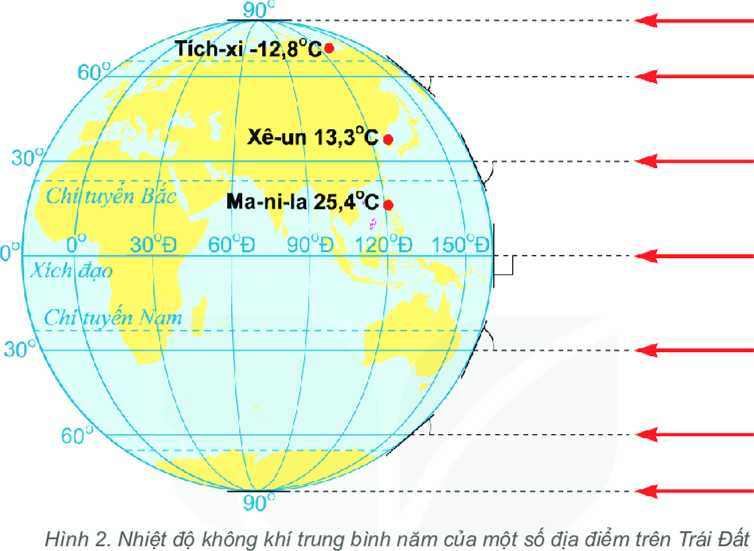 90°
Tích-xi -12,8°C
60°
Xê-un 13,3°C
30°
Chí tuyến Bắc
Ma-ni-la 25,4°C
0° 0° 30°Đ 60°Đ 90°Đ 120°Đ 150°Đ
Xích đạo
Chí tuyến Nam
30°
60°
90°
Hình 2. Nhiệt độ không khí trung bình năm của một số địa điểm trên Trái Đất